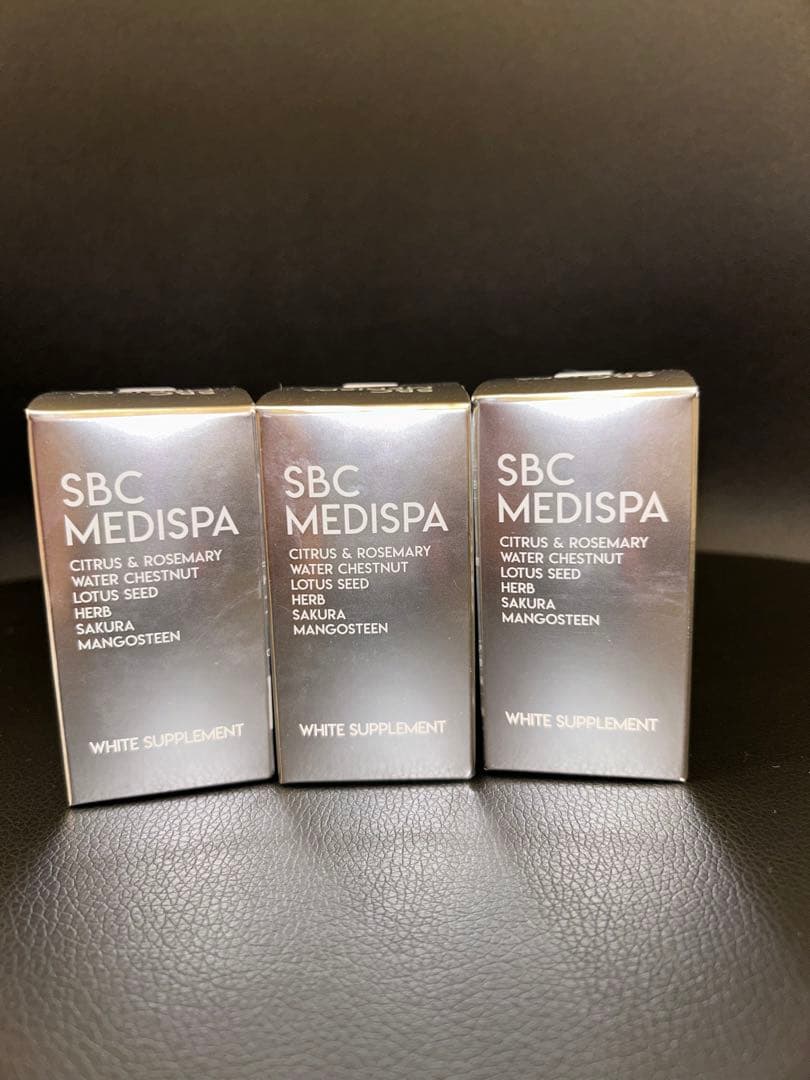 SBC
MEDISPA
CITRUS & ROSEMARY
WATER CHESTNUT
LOTUS SEED
HERB
SAKURA
MANGOSTEEN
WHITE SUPPLEMENT
SBC
MEDISPA
CITRUS & ROSEMARY
WATER CHESTNUT
LOTUS SEED
HERB
SAKURA
MANGOSTEEN
WHITE SUPPLEMENT
SBC
MEDISPA
CITRUS & ROSEMARY
WATER CHESTNUT
LOTUS SEED
HERB
SAKURA
MANGOSTEEN
WHITE SUPPLEMENT